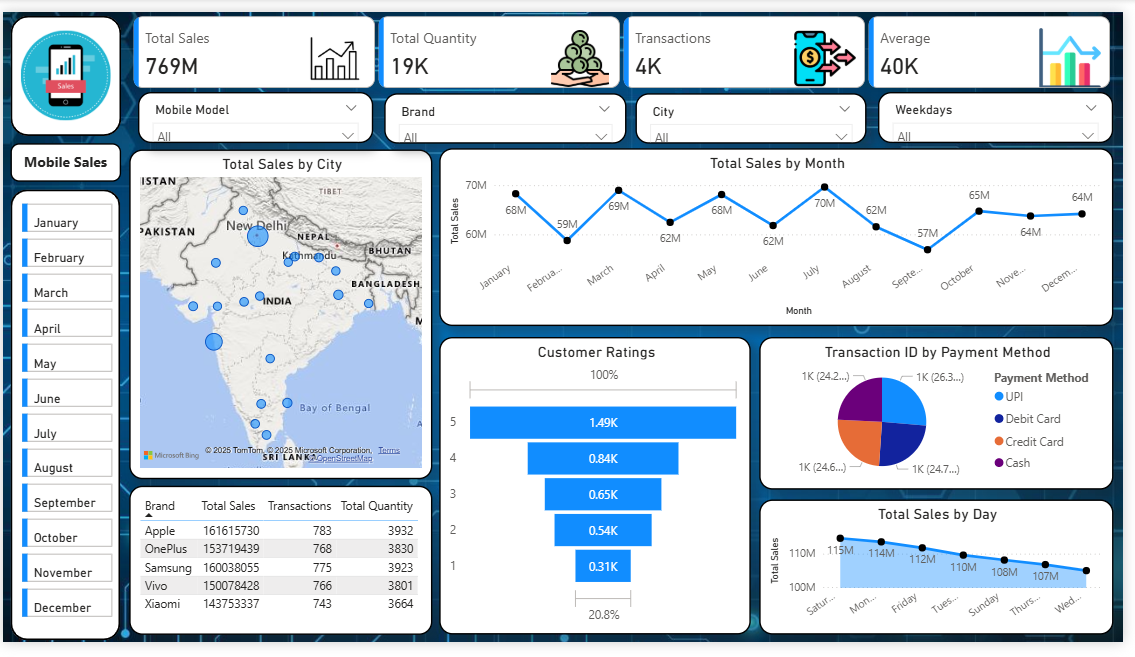 Sales
Mobile Sales
January
February
March
April
May
June
July
August
September
October
November
December
Total Sales
769M
Total Quantity
19K
Transactions
4K
Average
40K
Mobile Model
All
Brand
All
City
All
Weekdays
All
Total Sales by City
ISTAN
TIBET
PAKISTAN
New Delhi
NEPAL
Kathmandu
BHUTAN
BANGLADESH
INDIA
M
Bay of Bengal
SRI LANKA
Microsoft Bing
© 2025 TomTom, © 2025 Microsoft Corporation, Terms
© OpenStreetMap
Total Sales by Month
Total Sales
70M
60M
68M
59M
69M
62M
68M
62M
70M
62M
57M
65M
64M
64M
January
Februa...
March
April
May
June
July
August
Septe...
October
Nove...
Decem...
Month
Brand Total Sales Transactions Total Quantity
Apple 161615730 783 3932
OnePlus 153719439 768 3830
Samsung 160038055 775 3923
Vivo 150078428 766 3801
Xiaomi 143753337 743 3664
Customer Ratings
100%
5 1.49K
4 0.84K
3 0.65K
2 0.54K
1 0.31K
20.8%
Transaction ID by Payment Method
1K (24.2...)
1K (26.3...)
1K (24.6...)
1K (24.7...)
Payment Method
UPI
Debit Card
Credit Card
Cash
Total Sales by Day
Total Sales
110M
100M
115M
114M
112M
110M
108M
107M
Satur...
Mon...
Friday
Tues...
Sunday
Thurs...
Wed...